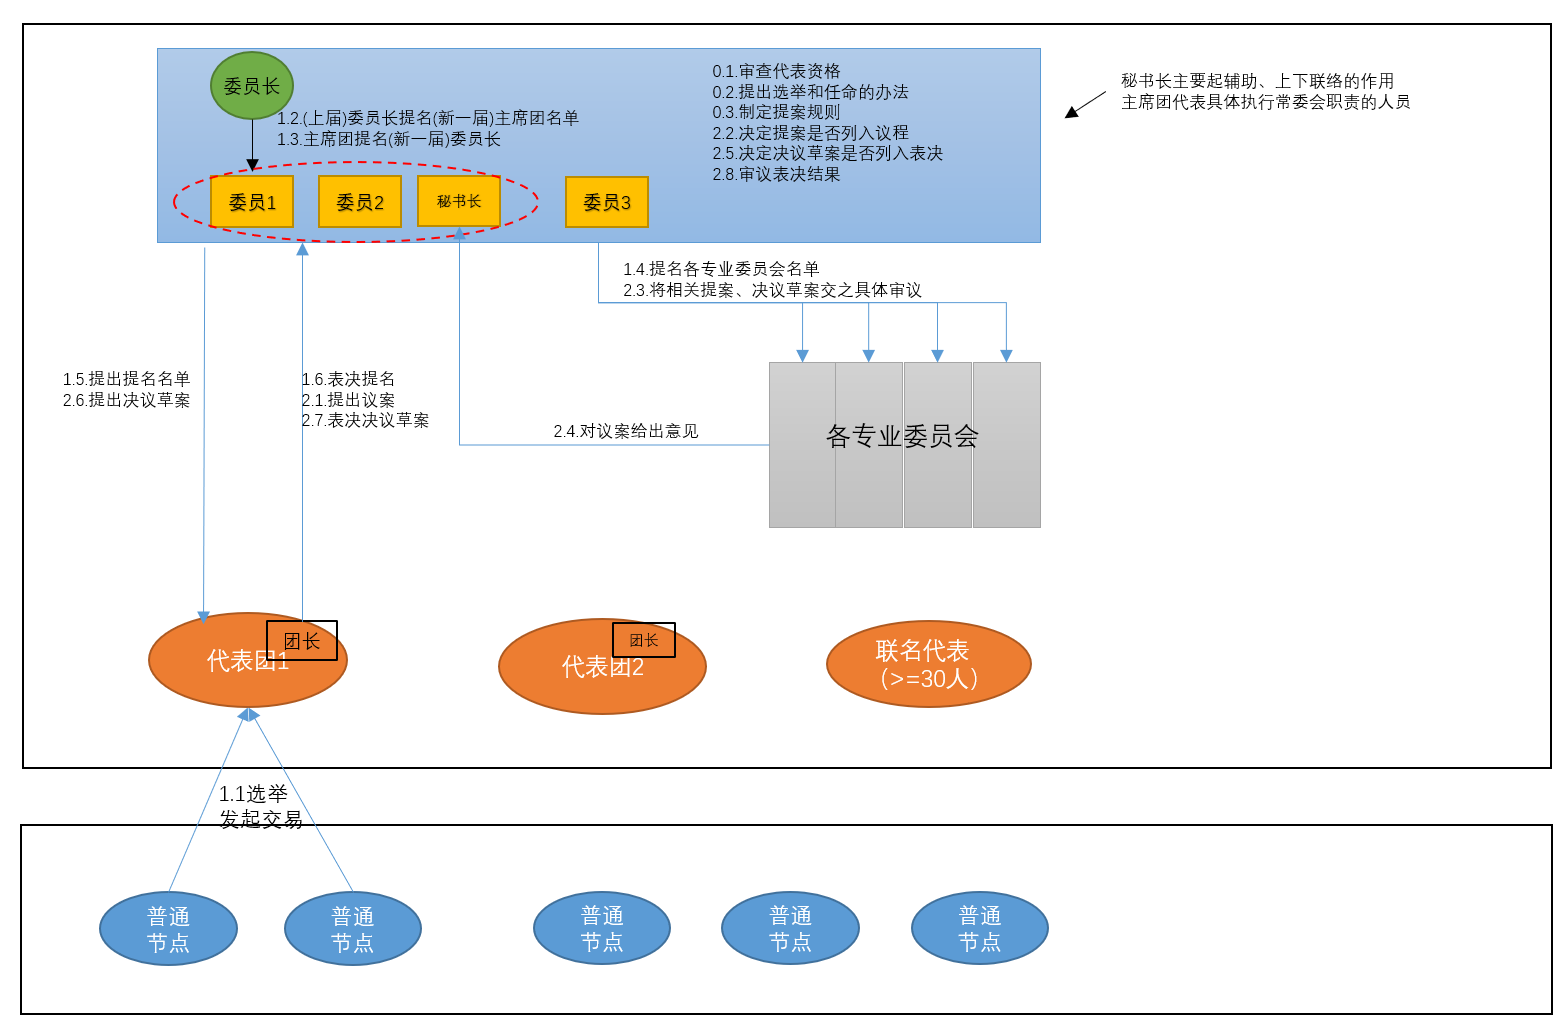 委员长
1.2.(上届)委员长提名(新一届)主席团名单
1.3.主席团提名(新一届)委员长
0.1.审查代表资格
0.2.提出选举和任命的办法
0.3.制定提案规则
2.2.决定提案是否列入议程
2.5.决定决议草案是否列入表决
2.8.审议表决结果
秘书长主要起辅助、上下联络的作用
主席团代表具体执行常委会职责的人员
委员1
委员2
秘书长
委员3
1.4.提名各专业委员会名单
2.3.将相关提案、决议草案交之具体审议
1.5.提出提名名单
2.6.提出决议草案
1.6.表决提名
2.1.提出议案
2.7.表决决议草案
2.4.对议案给出意见
各专业委员会
团长
代表团1
团长
代表团2
联名代表
（>=30人）
1.1选举
发起交易
普通
节点
普通
节点
普通
节点
普通
节点
普通
节点